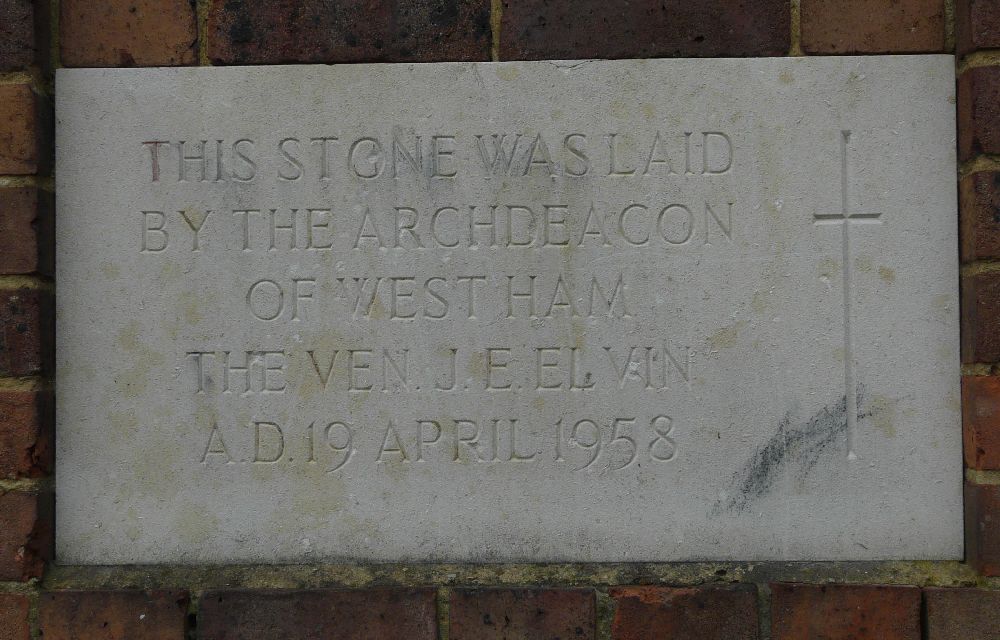 THIS STONE WAS LAID
BY THE ARCHDEACON
OF WEST HAM
THE VEN. J. E. ELVIN
A.D. 19 APRIL 1958